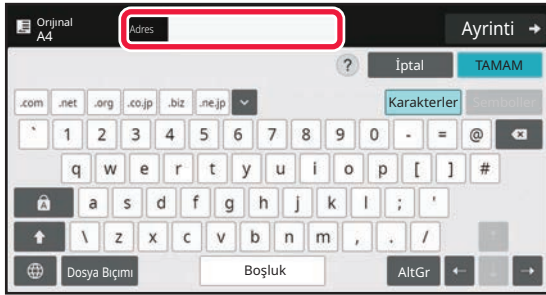 Orijinal
A4
Adres
Ayrinti
?
İptal
TAMAM
.com .net .org .co.jp .biz .ne.jp
Karakterler
Semboller
` 1 2 3 4 5 6 7 8 9 0 - = @
q w e r t y u i o p [ ] #
A
a s d f g h j k l ; '
\ z x c v b n m , . /
Dosya Bıçımı
Boşluk
AltGr